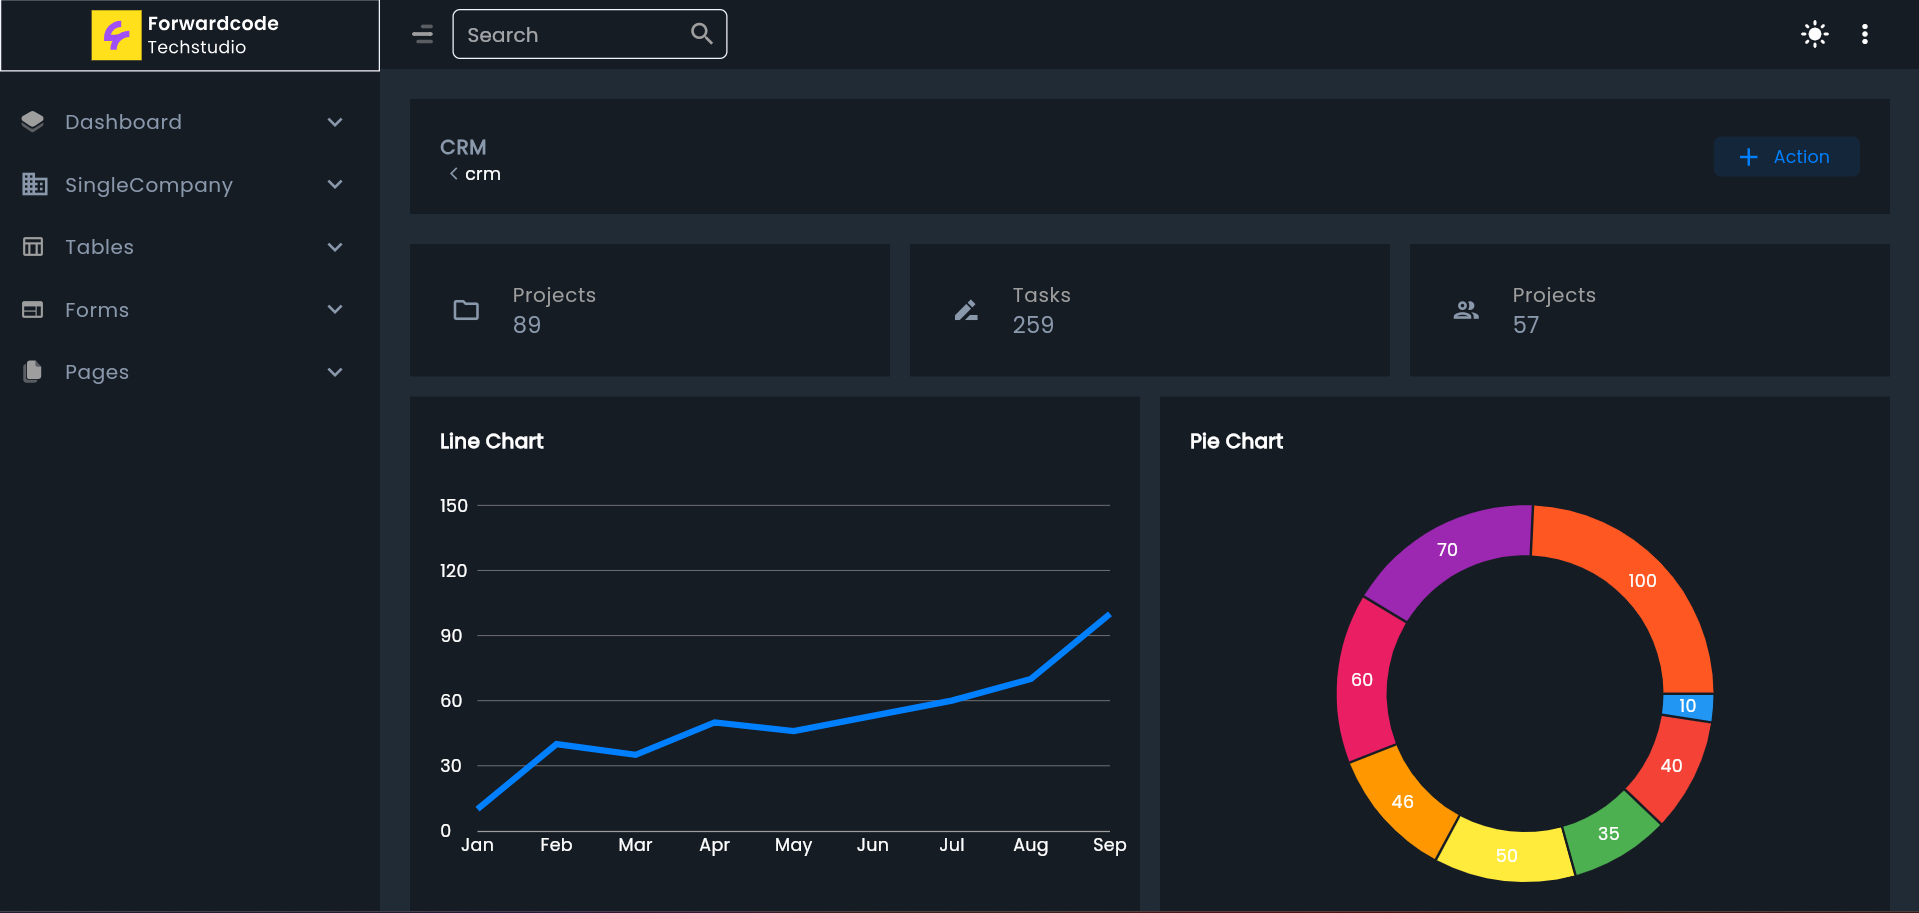 Forwardcode
Techstudio
Search
Dashboard
SingleCompany
Tables
Forms
Pages
CRM
crm
Action
Projects
89
Tasks
259
Projects
57
Line Chart
150
120
90
60
30
0
Jan Feb Mar Apr May Jun Jul Aug Sep
Pie Chart
70
100
60
10
40
46
35
50